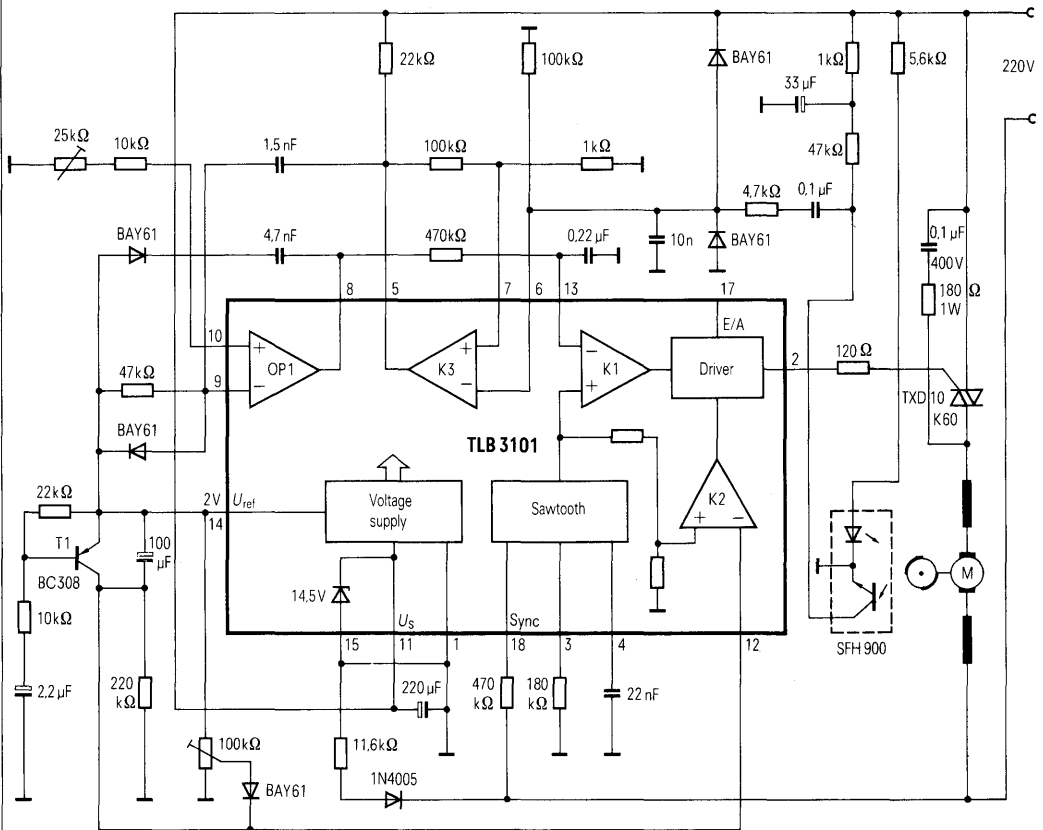 C
22kΩ
100kΩ
BAY61
1kΩ
5,6kΩ
220V
33 µF
C
25kΩ
10kΩ
1,5 nF
100kΩ
1kΩ
47kΩ
4,7kΩ
0,1 µF
BAY61
4,7nF
470kΩ
0,22 µF
10n
BAY61
0,1 µF
400V
8
5
7
6
13
17
180 Ω
1W
E/A
10
+
OP1
−
9
+
K3
−
−
K1
+
Driver
2
120 Ω
47kΩ
TXD 10
K60
BAY61
TLB 3101
22kΩ
2V
Uref
14
Voltage
supply
Sawtooth
K2
+
−
T1
BC308
100
µF
M
14,5V
10kΩ
US
Sync
15
11
1
18
3
4
12
SFH 900
2,2 µF
220
kΩ
220 µF
470
kΩ
180
kΩ
22 nF
100kΩ
11,6kΩ
BAY61
1N4005